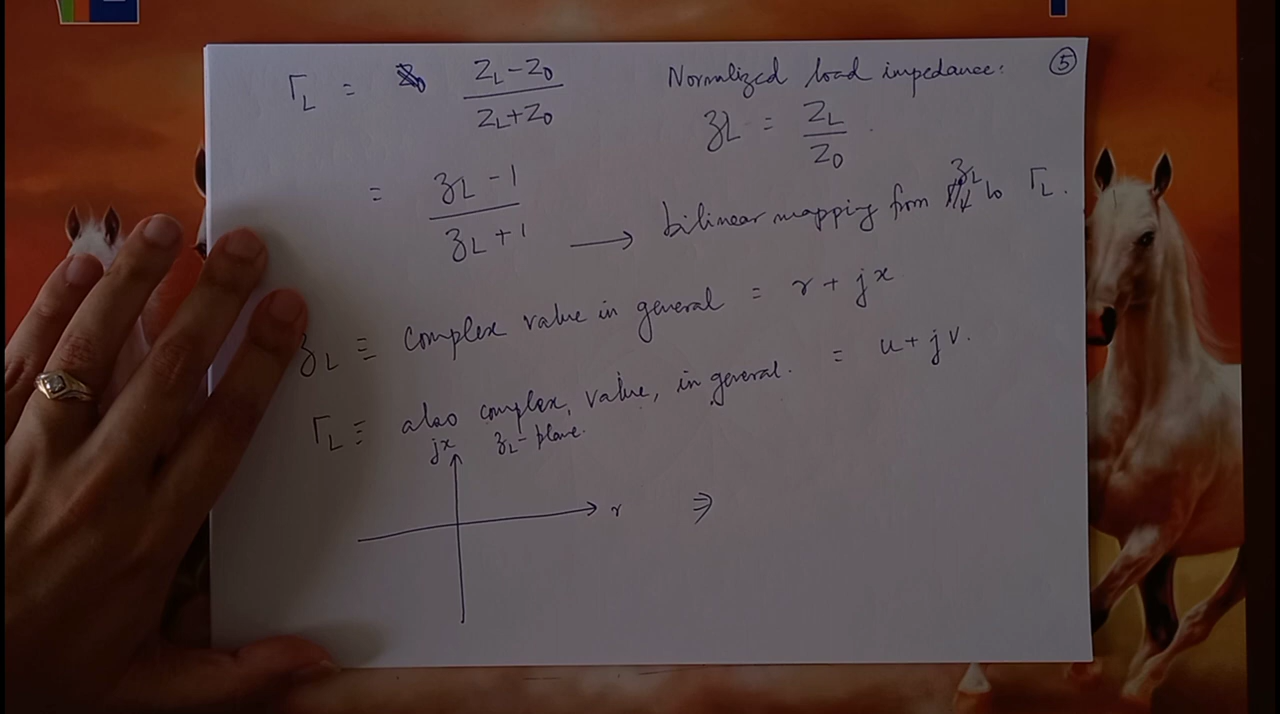 Γ_L = (Z_L - Z_0)/(Z_L + Z_0)
Normalized load impedance: ⑤
z_L = Z_L/Z_0.
= (z_L - 1)/(z_L + 1) → bilinear mapping from z_L to Γ_L.
z_L ≡ complex value in general = r + jx
Γ_L ≡ also complex, value, in general. = u + jv.
jx z_L-plane.
r ⇒